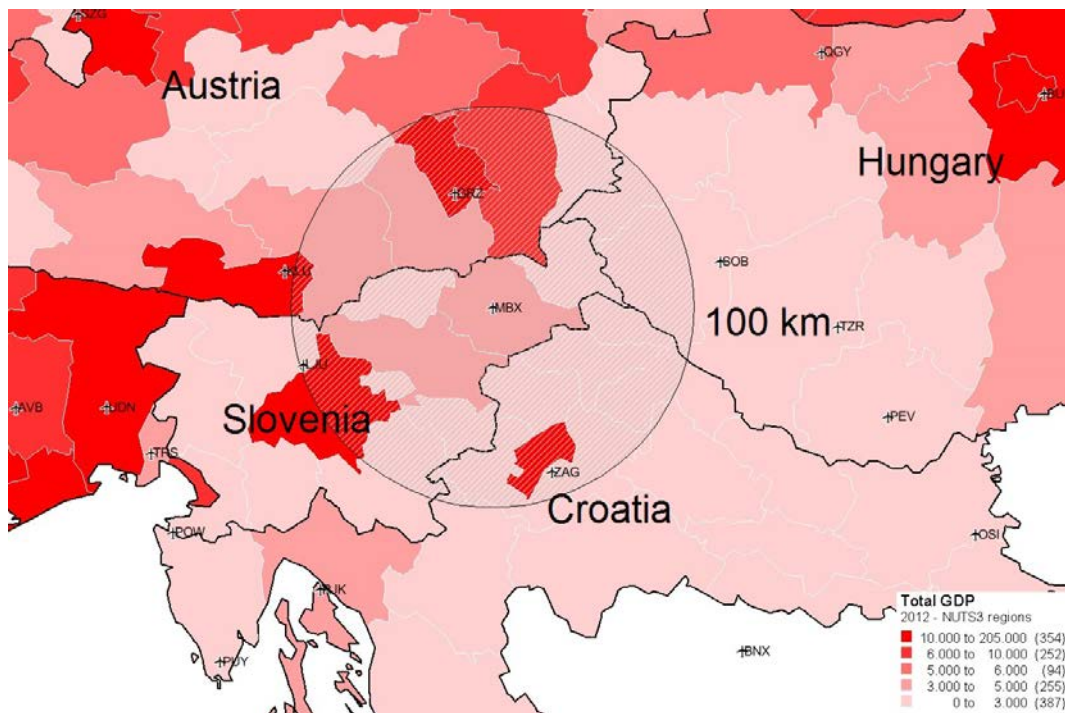 SZG
QGY
BU
Austria
Hungary
GRZ
KLU
SOB
MBX
100 km
TZR
LJU
AVB
UDN
Slovenia
PEV
TRS
ZAG
Croatia
POW
OSI
RJK
PUY
BNX
Total GDP
2012 - NUTS3 regions
10.000 to 205.000 (354)
6.000 to 10.000 (252)
5.000 to 6.000 (94)
3.000 to 5.000 (255)
0 to 3.000 (387)